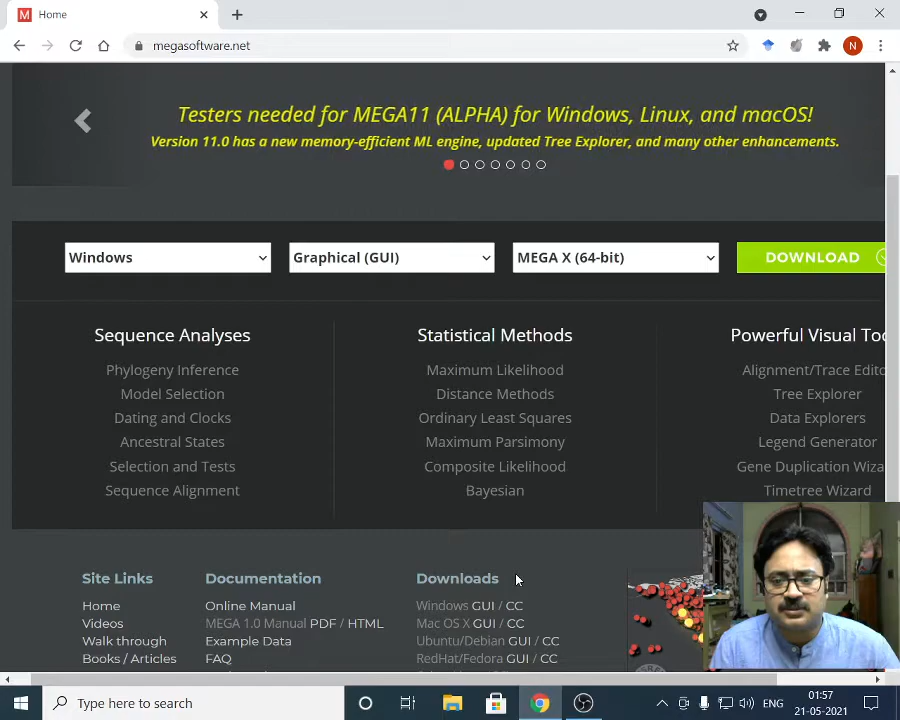 Home
megasoftware.net
N
Testers needed for MEGA11 (ALPHA) for Windows, Linux, and macOS!
Version 11.0 has a new memory-efficient ML engine, updated Tree Explorer, and many other enhancements.
Windows
Graphical (GUI)
MEGA X (64-bit)
DOWNLOAD
Sequence Analyses
Phylogeny Inference
Model Selection
Dating and Clocks
Ancestral States
Selection and Tests
Sequence Alignment
Statistical Methods
Maximum Likelihood
Distance Methods
Ordinary Least Squares
Maximum Parsimony
Composite Likelihood
Bayesian
Powerful Visual Too
Alignment/Trace Edito
Tree Explorer
Data Explorers
Legend Generator
Gene Duplication Wiza
Timetree Wizard
Site Links
Home
Videos
Walk through
Books / Articles
Documentation
Online Manual
MEGA 1.0 Manual PDF / HTML
Example Data
FAQ
Downloads
Windows GUI / CC
Mac OS X GUI / CC
Ubuntu/Debian GUI / CC
RedHat/Fedora GUI / CC
Type here to search
ENG
01:57
21-05-2021